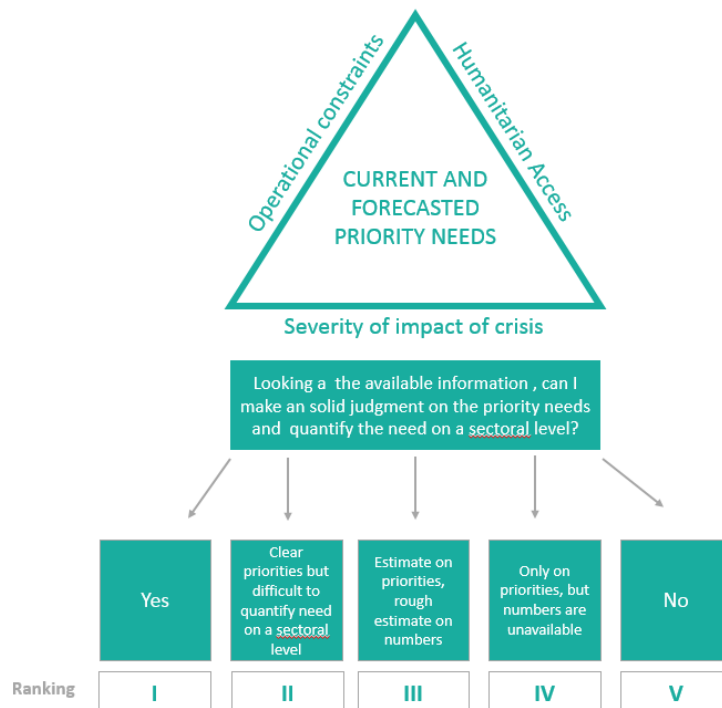 Operational constraints
Humanitarian Access
CURRENT AND
FORECASTED
PRIORITY NEEDS
Severity of impact of crisis
Looking a the available information , can I
make an solid judgment on the priority needs
and quantify the need on a sectoral level?
Yes
Clear
priorities but
difficult to
quantify need
on a sectoral
level
Estimate on
priorities,
rough
estimate on
numbers
Only on
priorities, but
numbers are
unavailable
No
Ranking
I
II
III
IV
V